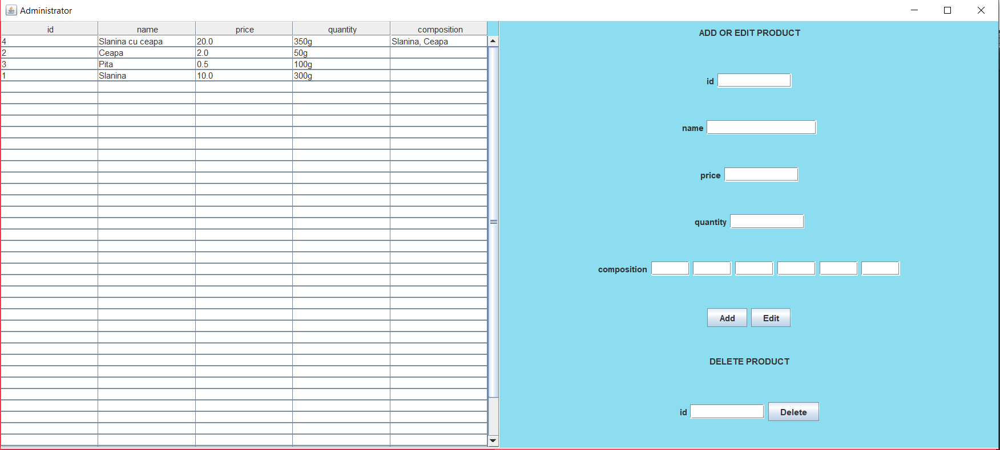 Administrator
id name price quantity composition
4 Slanina cu ceapa 20.0 350g Slanina, Ceapa
2 Ceapa 2.0 50g
3 Pita 0.5 100g
1 Slanina 10.0 300g
ADD OR EDIT PRODUCT
id
name
price
quantity
composition
Add Edit
DELETE PRODUCT
id Delete